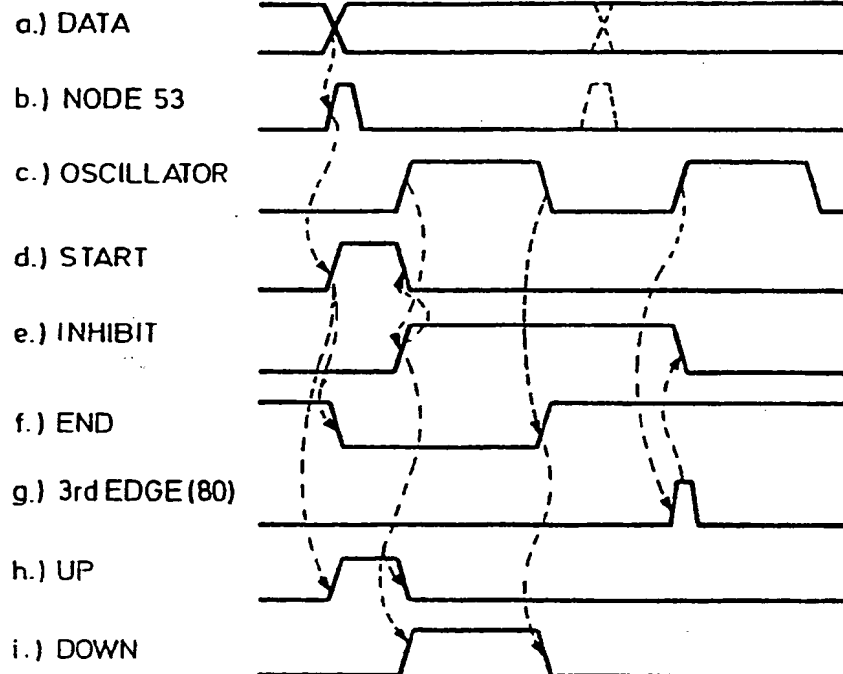 a.) DATA
b.) NODE 53
c.) OSCILLATOR
d.) START
e.) INHIBIT
f.) END
g.) 3rd EDGE (80)
h.) UP
i.) DOWN